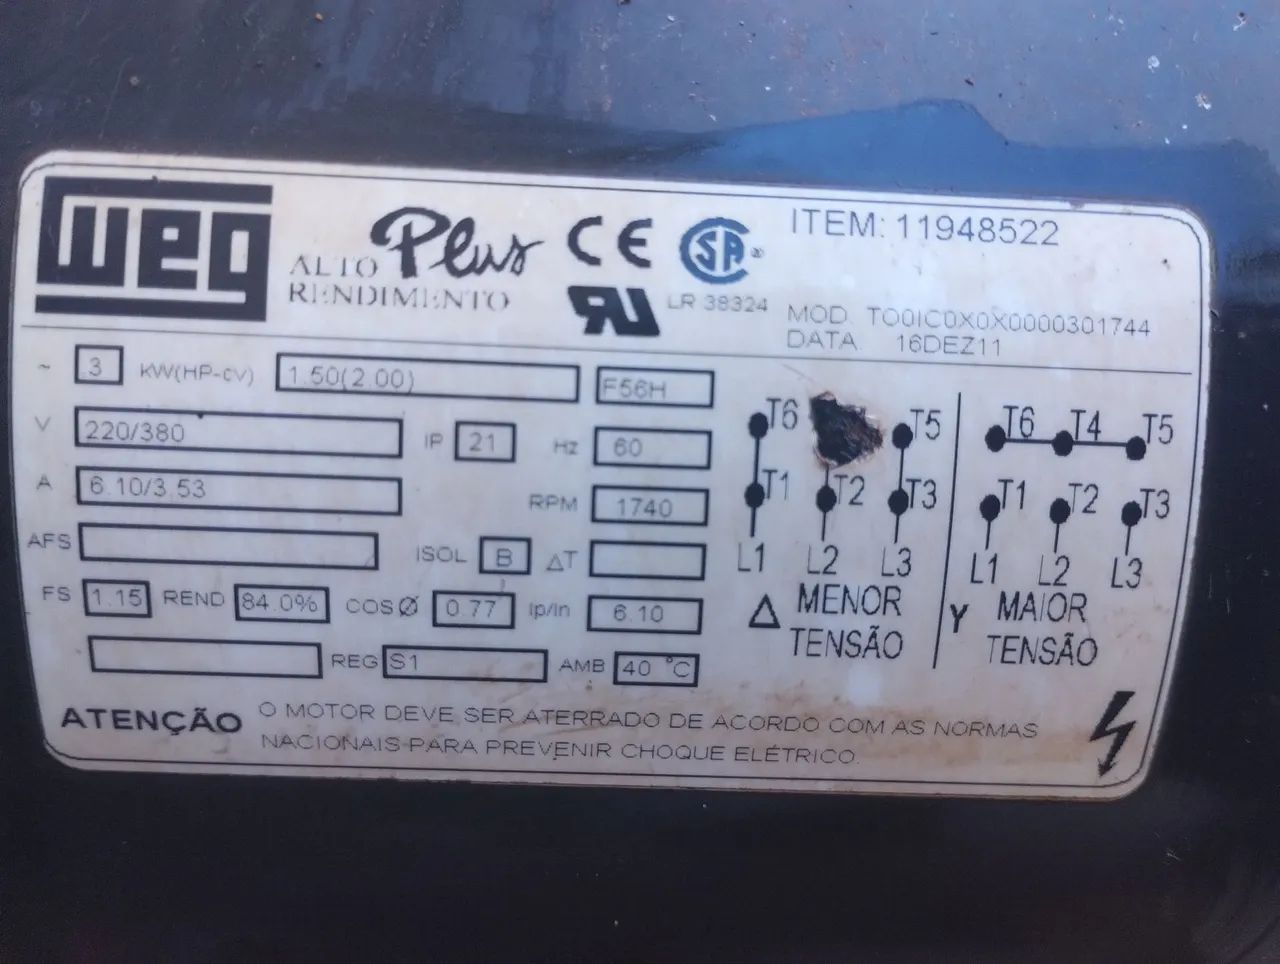 WEG
ALTO Plus
RENDIMENTO
CE
SA ®
LR 38324
RU
ITEM: 11948522
MOD. TO0IC0X0X0000301744
DATA 16DEZ11
~ 3 KW(HP-cV) 1.50(2.00) F56H
V 220/380 IP 21 Hz 60
A 6.10/3.53 RPM 1740
AFS ISOL B ΔT
FS 1.15 REND 84.0% COS Ø 0.77 Ip/In 6.10
REG S1 AMB 40 °C
T6 T5
T1 T2 T3
L1 L2 L3
Δ MENOR
TENSÃO
T6 T4 T5
T1 T2 T3
L1 L2 L3
Y MAIOR
TENSÃO
ATENÇÃO
O MOTOR DEVE SER ATERRADO DE ACORDO COM AS NORMAS
NACIONAIS PARA PREVENIR CHOQUE ELÉTRICO.